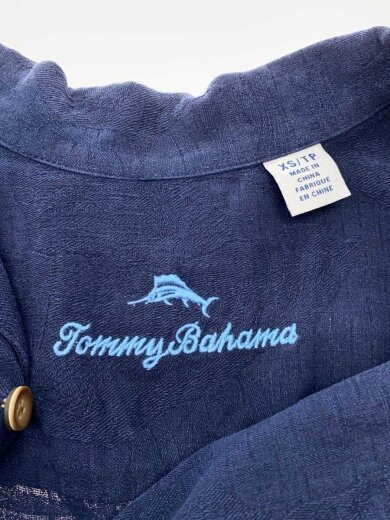 XS/TP
MADE IN
CHINA
FABRIQUE
EN CHINE
Tommy Bahama